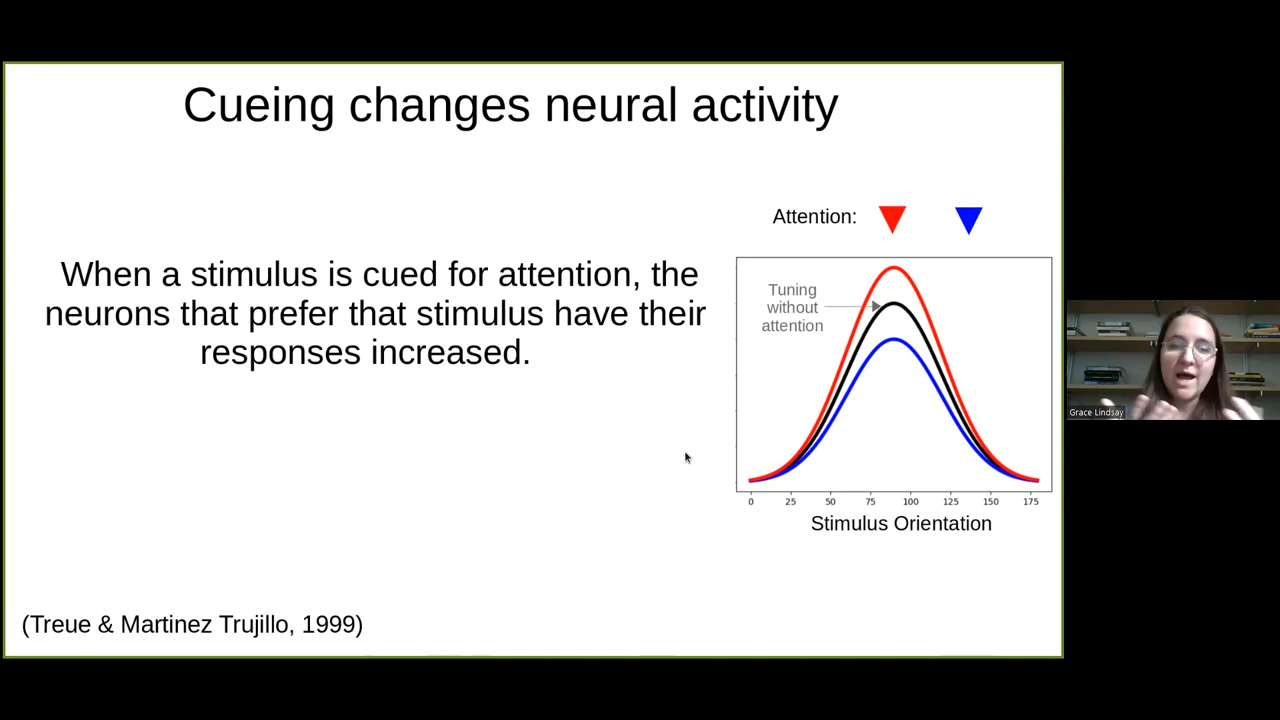 Cueing changes neural activity
Attention:
When a stimulus is cued for attention, the
neurons that prefer that stimulus have their
responses increased.
Tuning
without
attention
0 25 50 75 100 125 150 175
Stimulus Orientation
(Treue & Martinez Trujillo, 1999)
Grace Lindsay